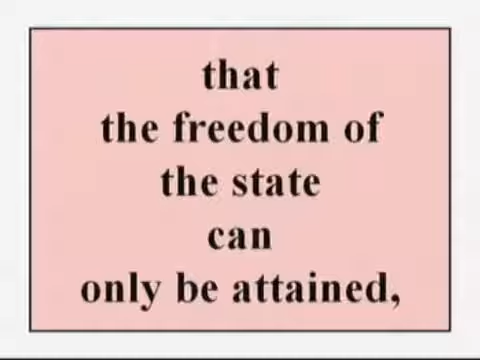 that
the freedom of
the state
can
only be attained,